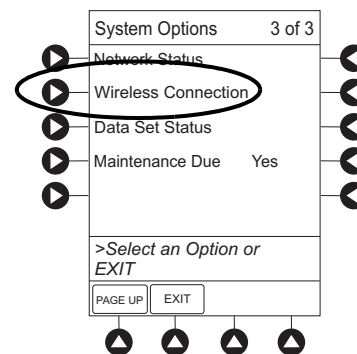 System Options 3 of 3
Network Status
Wireless Connection
Data Set Status
Maintenance Due Yes
>Select an Option or
EXIT
PAGE UP EXIT